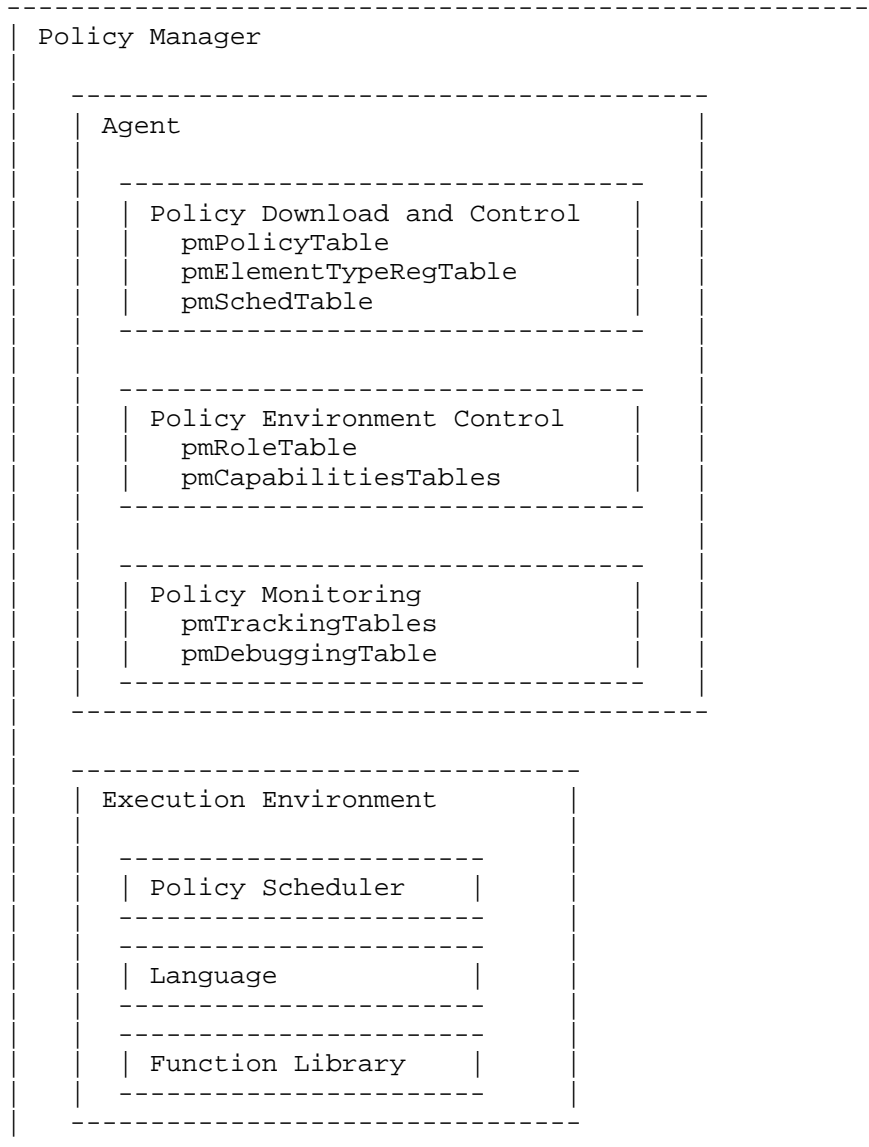 Policy Manager
Agent
Policy Download and Control
pmPolicyTable
pmElementTypeRegTable
pmSchedTable
Policy Environment Control
pmRoleTable
pmCapabilitiesTables
Policy Monitoring
pmTrackingTables
pmDebuggingTable
Execution Environment
Policy Scheduler
Language
Function Library